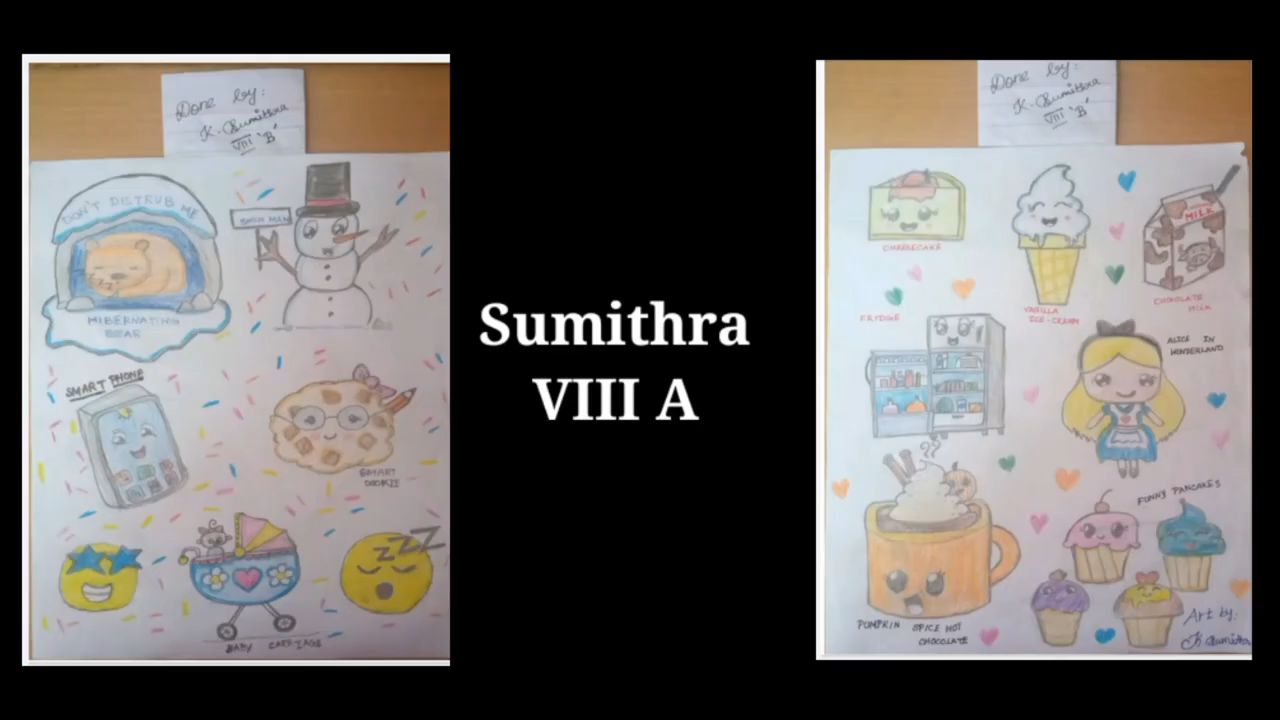 Done by:
K. Sumithra
VIII 'B'
DON'T DISTRUB ME
SNOW MAN
HIBERNATING
BEAR
SMART PHONE
SMART
COOKIE
ZZZ
BABY CARRIAGE
Sumithra
VIII A
Done by:
K. Sumithra
VIII 'B'
CHEESECAKE
VANILLA
ICE-CREAM
MILK
CHOCOLATE
MILK
FRIDGE
ALICE IN
WONDERLAND
FUNNY PANCAKES
PUMPKIN SPICE HOT
CHOCOLATE
Art by:
K. Sumithra